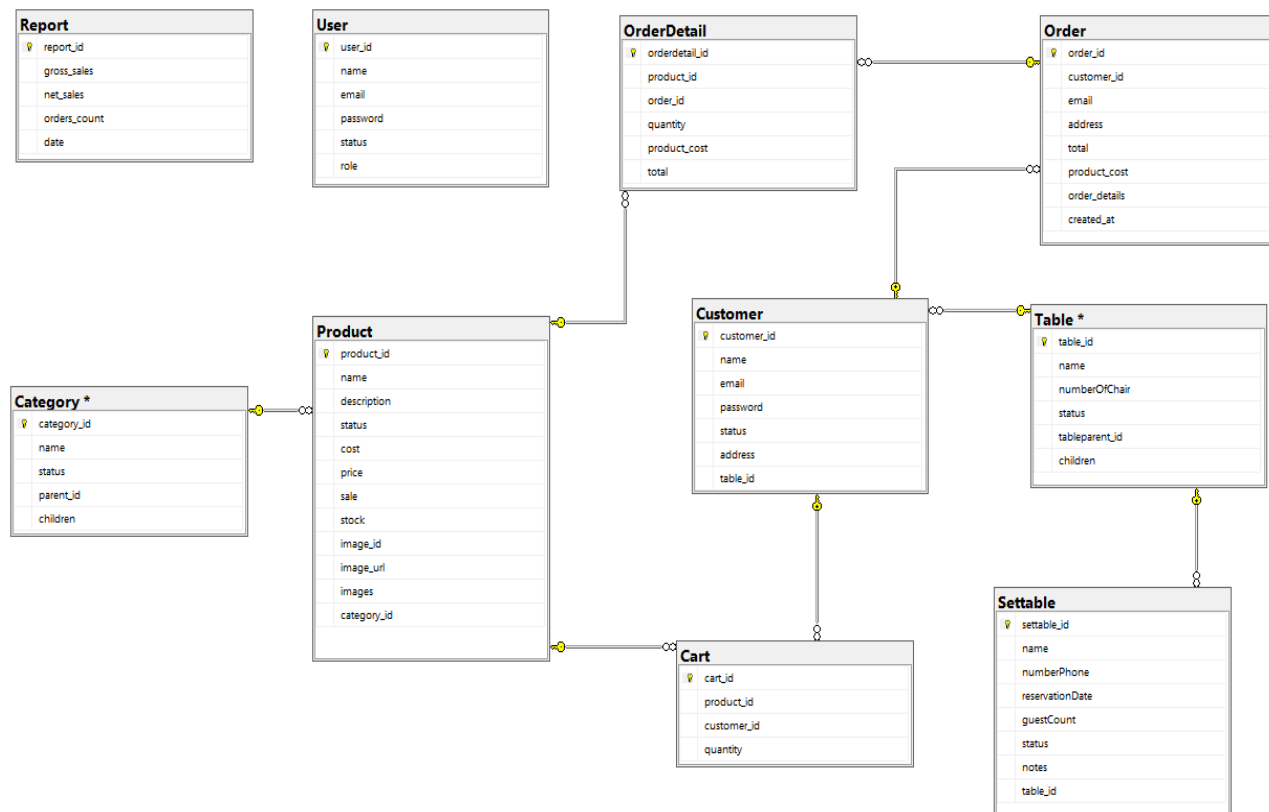 Report
report_id
gross_sales
net_sales
orders_count
date
User
user_id
name
email
password
status
role
OrderDetail
orderdetail_id
product_id
order_id
quantity
product_cost
total
Order
order_id
customer_id
email
address
total
product_cost
order_details
created_at
Category *
category_id
name
status
parent_id
children
Product
product_id
name
description
status
cost
price
sale
stock
image_id
image_url
images
category_id
Customer
customer_id
name
email
password
status
address
table_id
Table *
table_id
name
numberOfChair
status
tableparent_id
children
Cart
cart_id
product_id
customer_id
quantity
Settable
settable_id
name
numberPhone
reservationDate
guestCount
status
notes
table_id